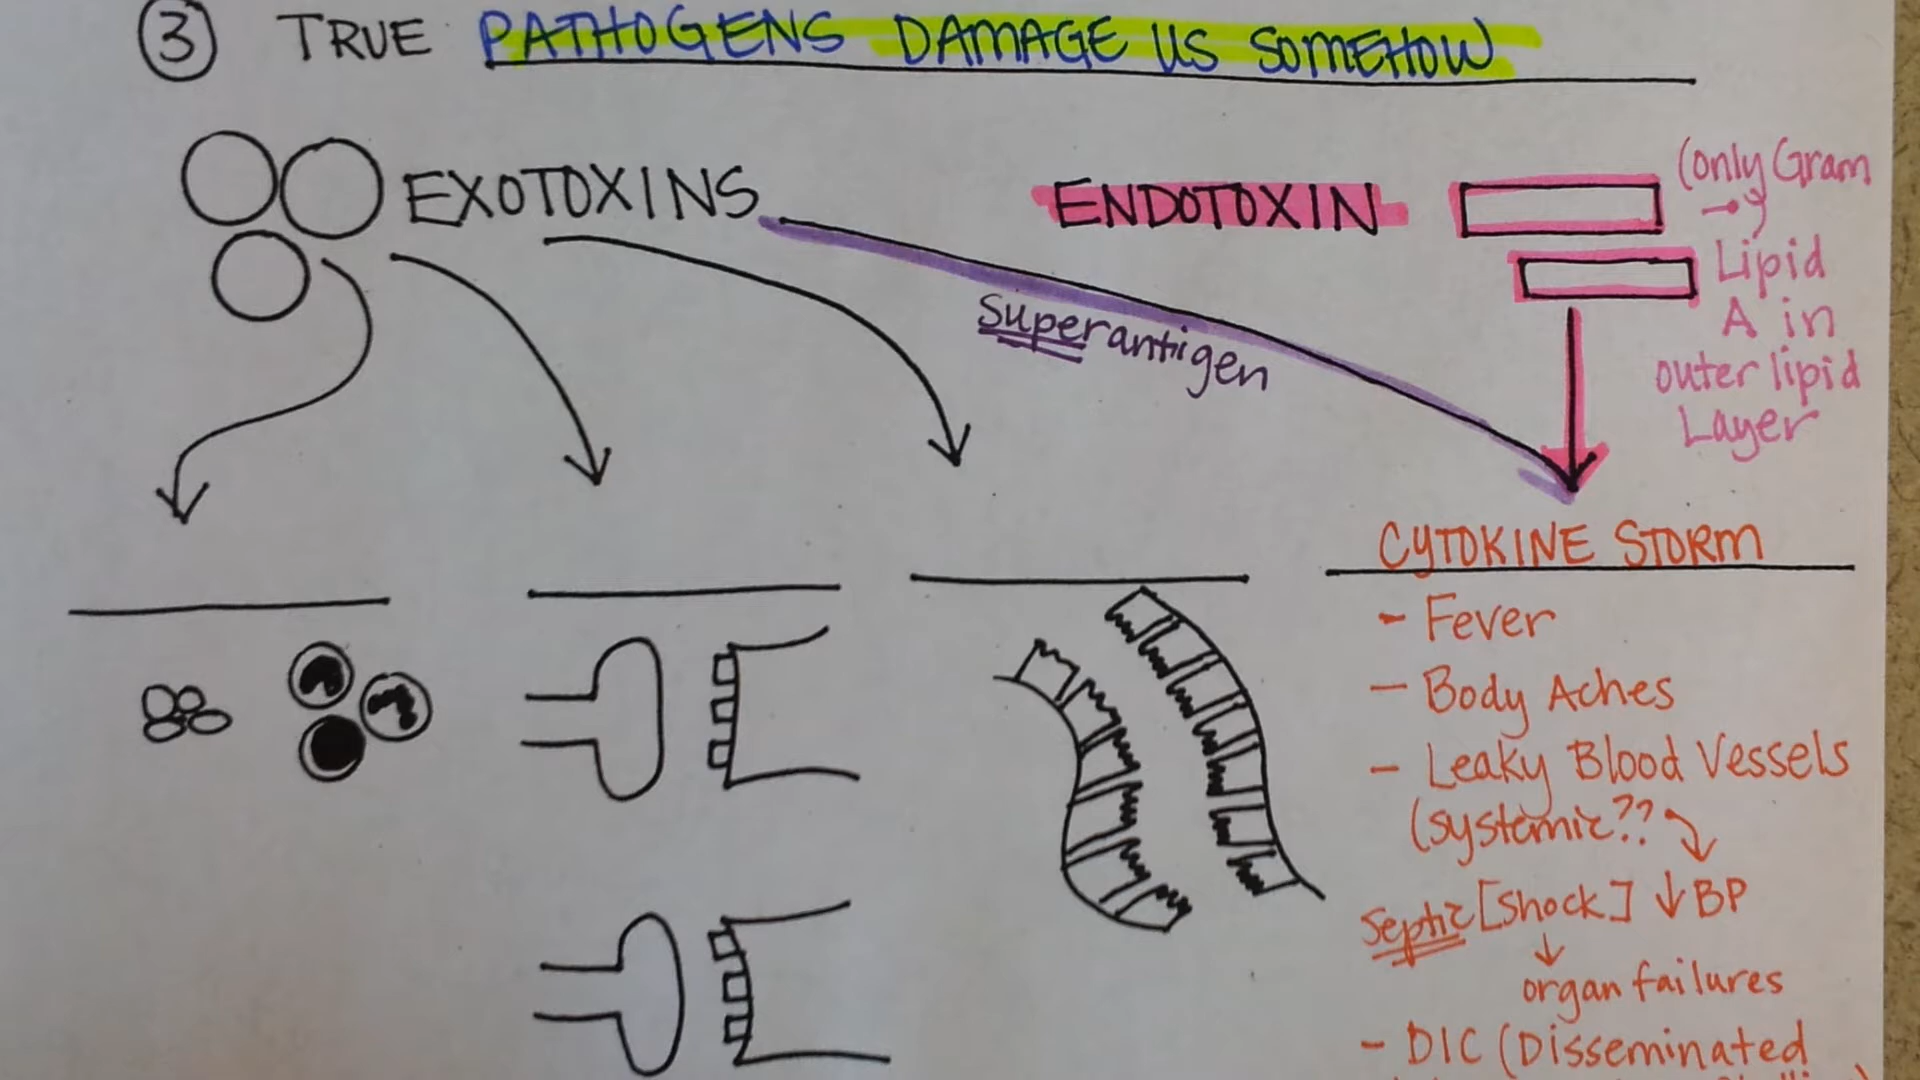 ③ TRUE PATHOGENS DAMAGE US SOMEHOW
EXOTOXINS
Superantigen
ENDOTOXIN
(only Gram
Lipid
A in
outer lipid
Layer
CYTOKINE STORM
- Fever
- Body Aches
- Leaky Blood Vessels
(systemic??
Septic [Shock] ↓ BP
↓
organ failures
- DIC (Disseminated